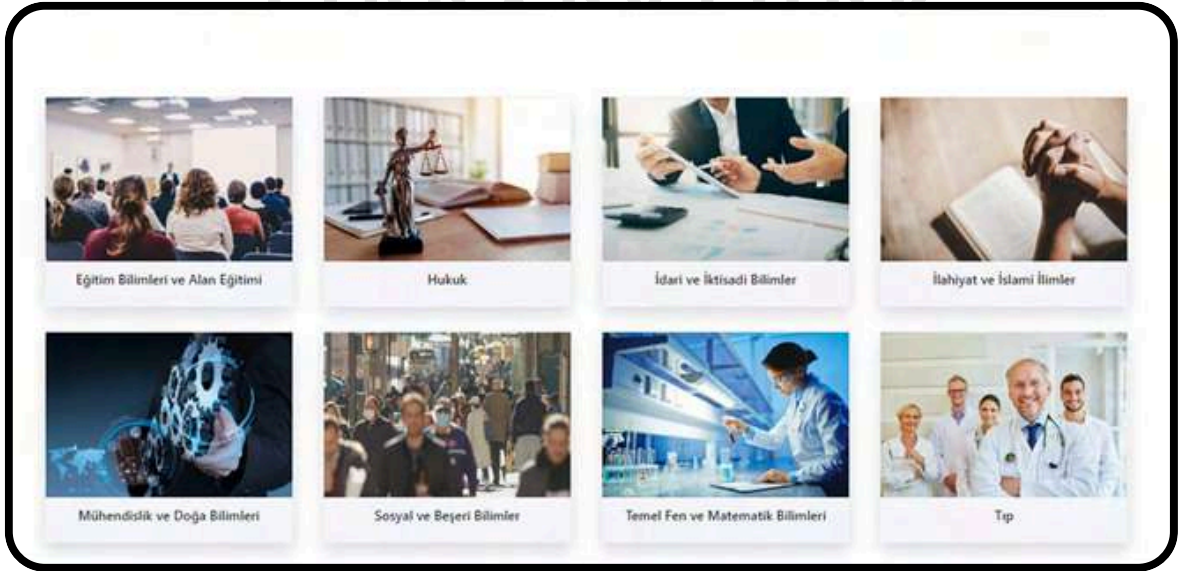 Eğitim Bilimleri ve Alan Eğitimi
Hukuk
İdari ve İktisadi Bilimler
İlahiyat ve İslami İlimler
Mühendislik ve Doğa Bilimleri
Sosyal ve Beşeri Bilimler
Temel Fen ve Matematik Bilimleri
Tıp